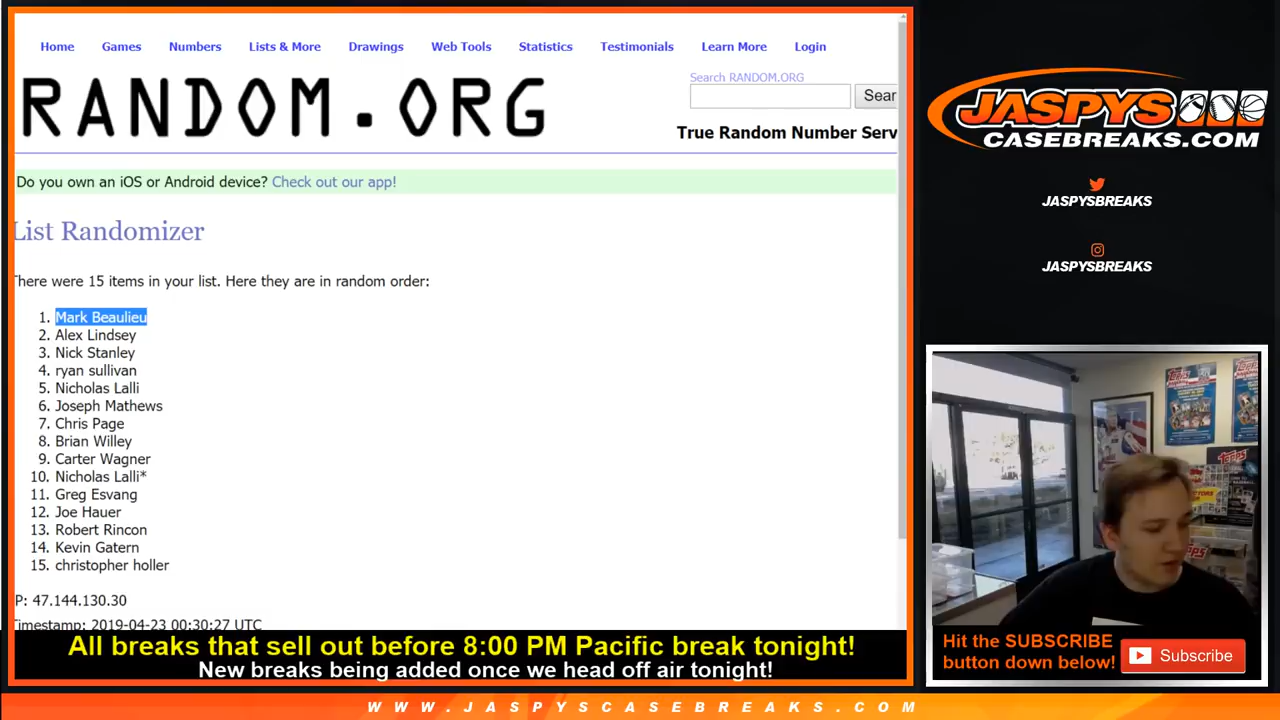 Home Games Numbers Lists & More Drawings Web Tools Statistics Testimonials Learn More Login
RANDOM.ORG
Search RANDOM.ORG
Sear
True Random Number Serv
Do you own an iOS or Android device? Check out our app!
List Randomizer
There were 15 items in your list. Here they are in random order:
1. Mark Beaulieu
2. Alex Lindsey
3. Nick Stanley
4. ryan sullivan
5. Nicholas Lalli
6. Joseph Mathews
7. Chris Page
8. Brian Willey
9. Carter Wagner
10. Nicholas Lalli*
11. Greg Esvang
12. Joe Hauer
13. Robert Rincon
14. Kevin Gatern
15. christopher holler
P: 47.144.130.30
Timestamp: 2019-04-23 00:30:27 UTC
All breaks that sell out before 8:00 PM Pacific break tonight!
New breaks being added once we head off air tonight!
WWW.JASPYSCASEBREAKS.COM
JASPYS
CASEBREAKS.COM
JASPYSBREAKS
JASPYSBREAKS
TOPPS
TOPPS
topps
Hit the SUBSCRIBE
button down below!
Subscribe